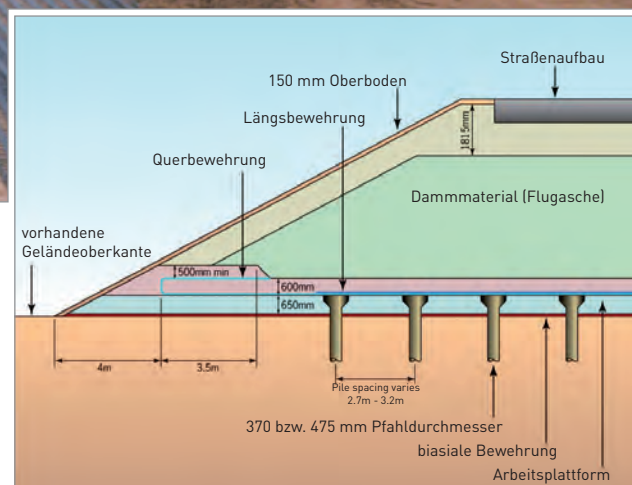 Straßenaufbau
150 mm Oberboden
Längsbewehrung
1815mm
Querbewehrung
Dammmaterial (Flugasche)
vorhandene
Geländeoberkante
500mm min
600mm
650mm
4m
3.5m
Pile spacing varies
2.7m - 3.2m
370 bzw. 475 mm Pfahldurchmesser
biasiale Bewehrung
Arbeitsplattform